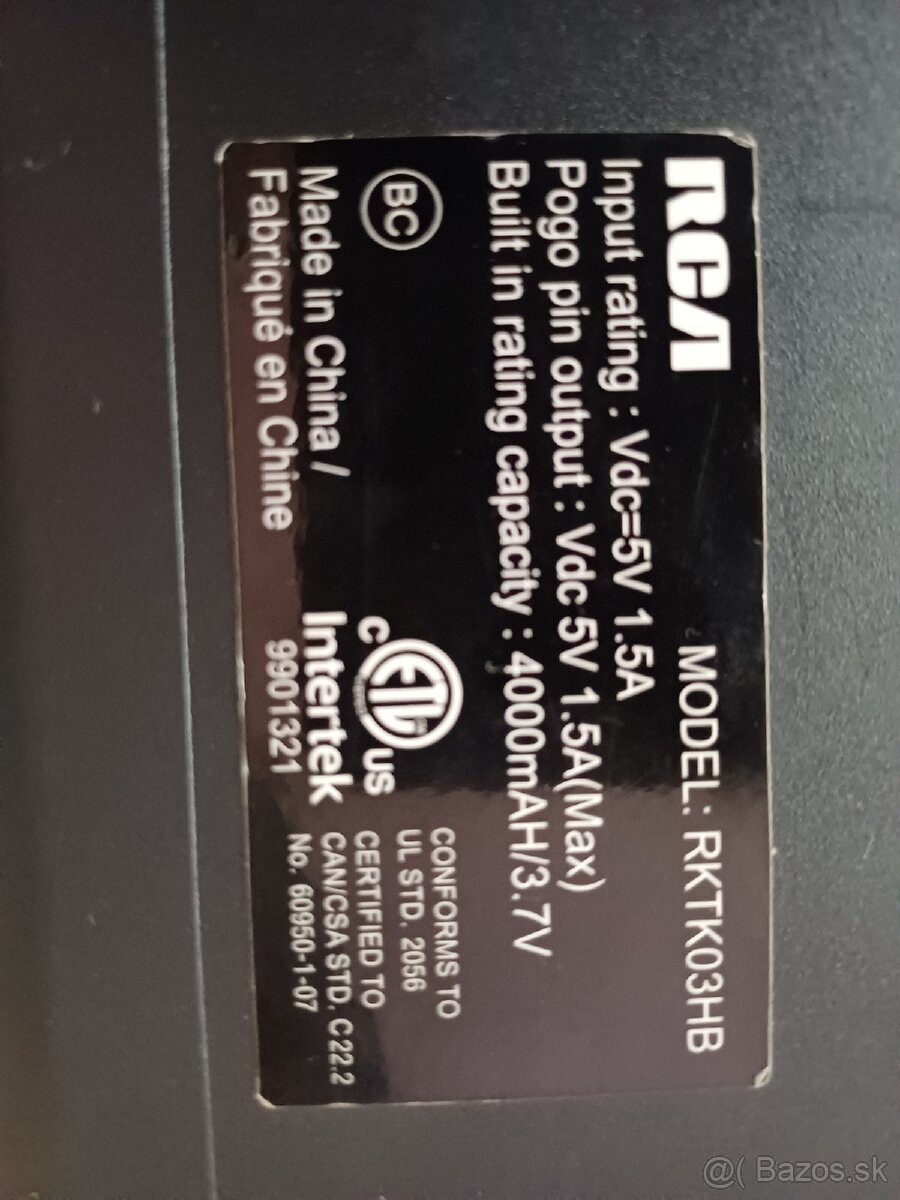 RCA
MODEL: RKTK03HB
Input rating : Vdc=5V 1.5A
Pogo pin output : Vdc 5V 1.5A(Max)
Built in rating capacity : 4000mAH/3.7V
BC
ETL
c us
Intertek
9901321
CONFORMS TO
UL STD. 2056
CERTIFIED TO
CAN/CSA STD. C22.2
No. 60950-1-07
Made in China /
Fabriqué en Chine
@( Bazos.sk